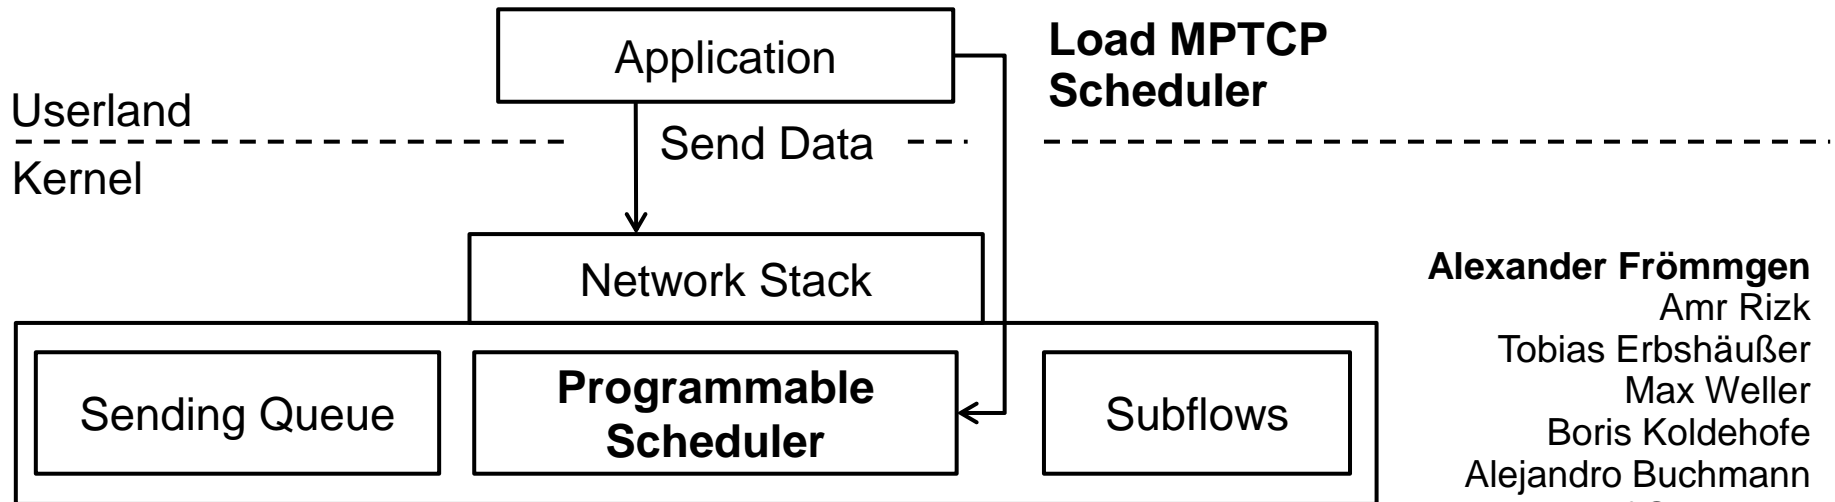 Application
Load MPTCP
Scheduler
Userland
Send Data
Kernel
Network Stack
Alexander Frömmgen
Amr Rizk
Tobias Erbshäußer
Max Weller
Boris Koldehofe
Alejandro Buchmann
Sending Queue
Programmable
Scheduler
Subflows